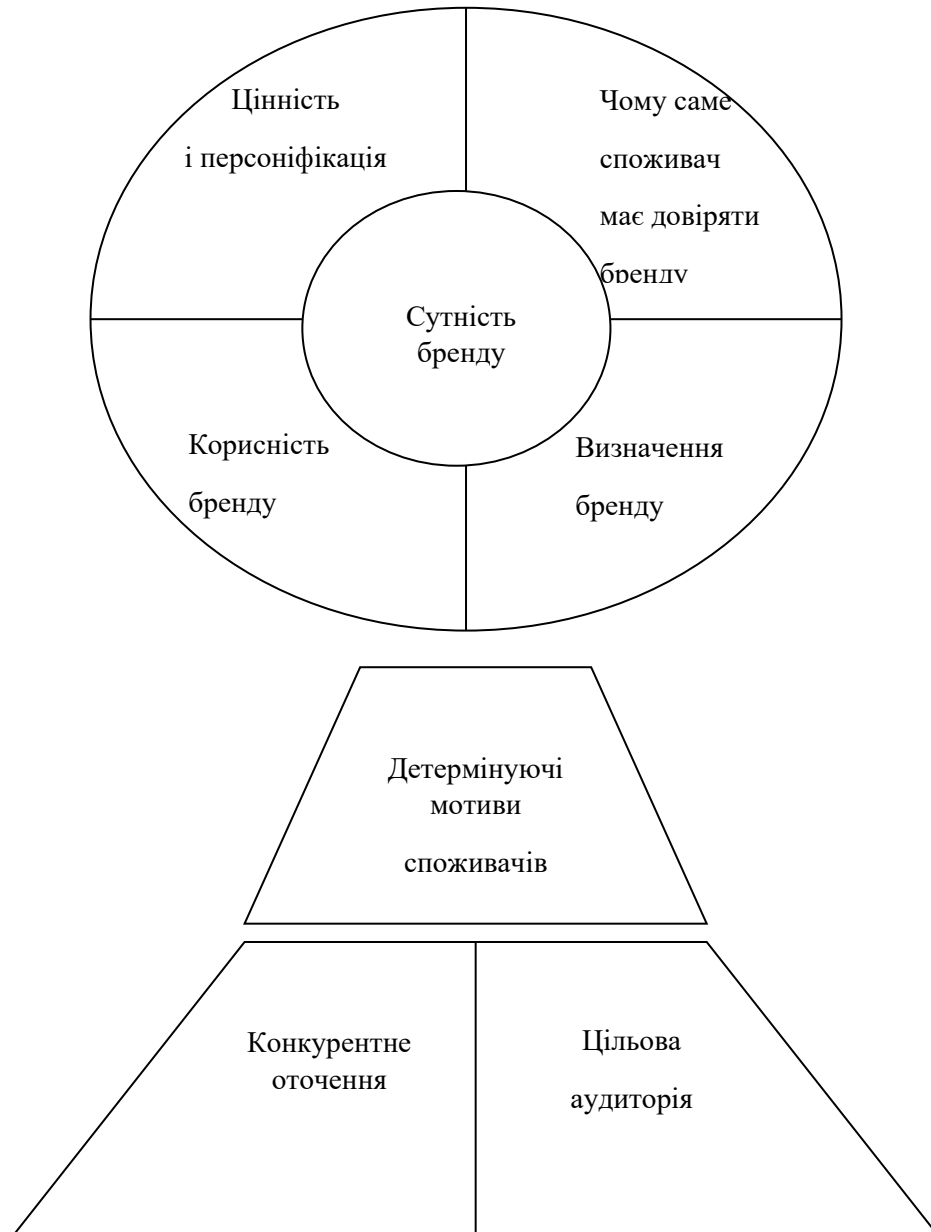 Цінність
і персоніфікація
Чому саме
споживач
має довіряти
бренду
Сутність
бренду
Корисність
бренду
Визначення
бренду
Детермінуючі
мотиви
споживачів
Конкурентне
оточення
Цільова
аудиторія